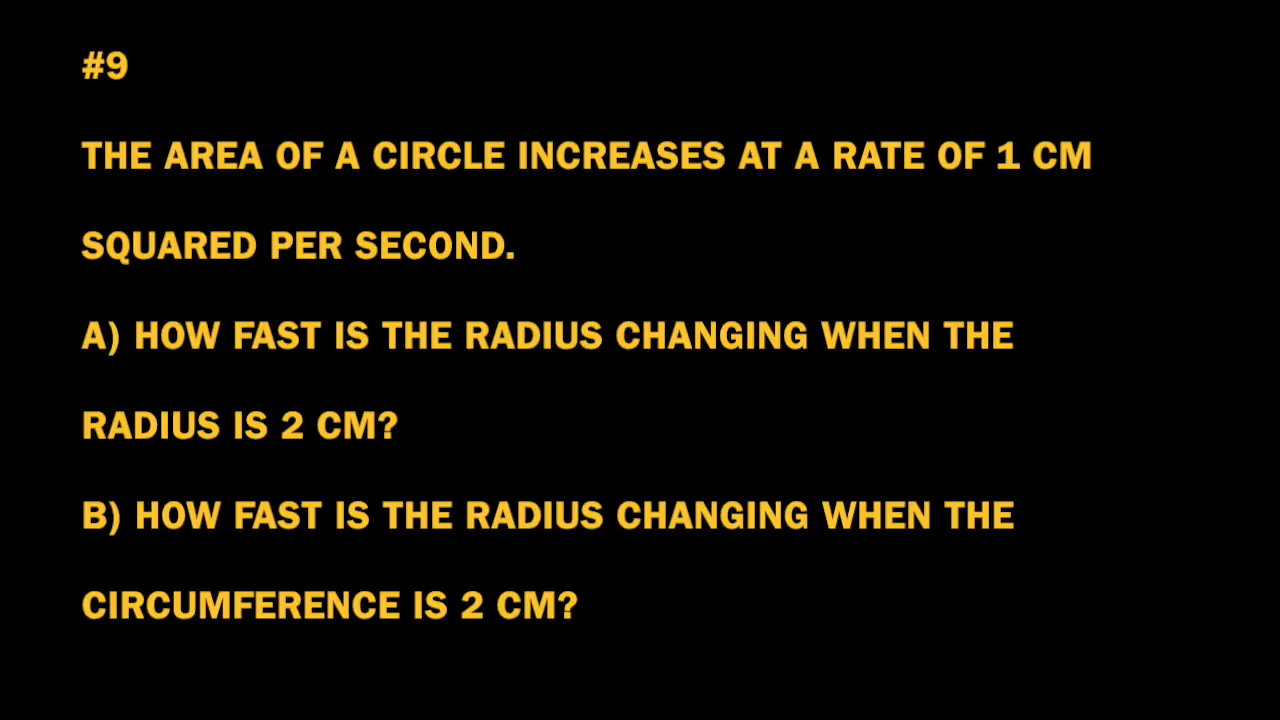 #9
THE AREA OF A CIRCLE INCREASES AT A RATE OF 1 CM
SQUARED PER SECOND.
A) HOW FAST IS THE RADIUS CHANGING WHEN THE
RADIUS IS 2 CM?
B) HOW FAST IS THE RADIUS CHANGING WHEN THE
CIRCUMFERENCE IS 2 CM?